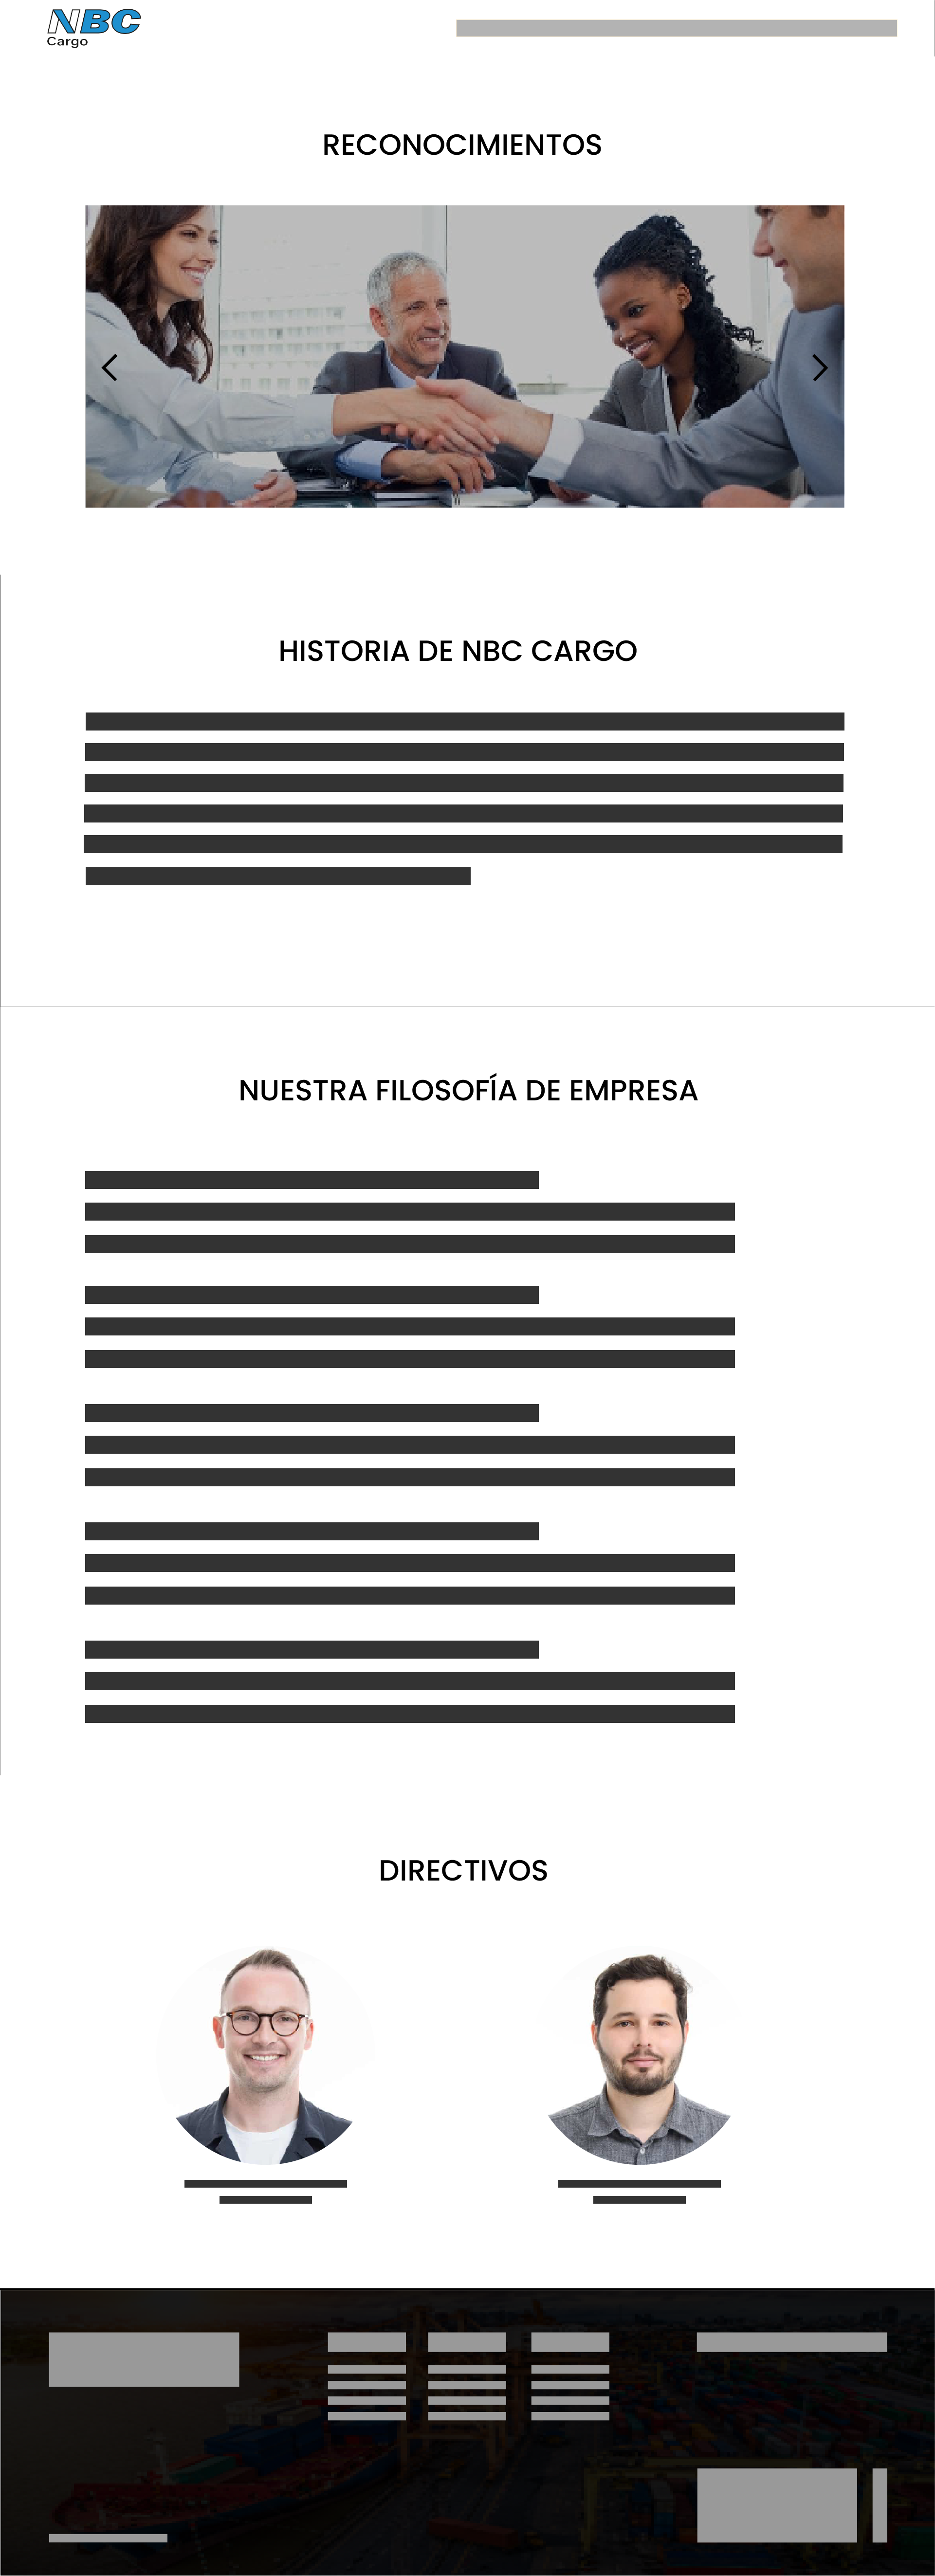 NBC
Cargo
RECONOCIMIENTOS
HISTORIA DE NBC CARGO
NUESTRA FILOSOFÍA DE EMPRESA
DIRECTIVOS